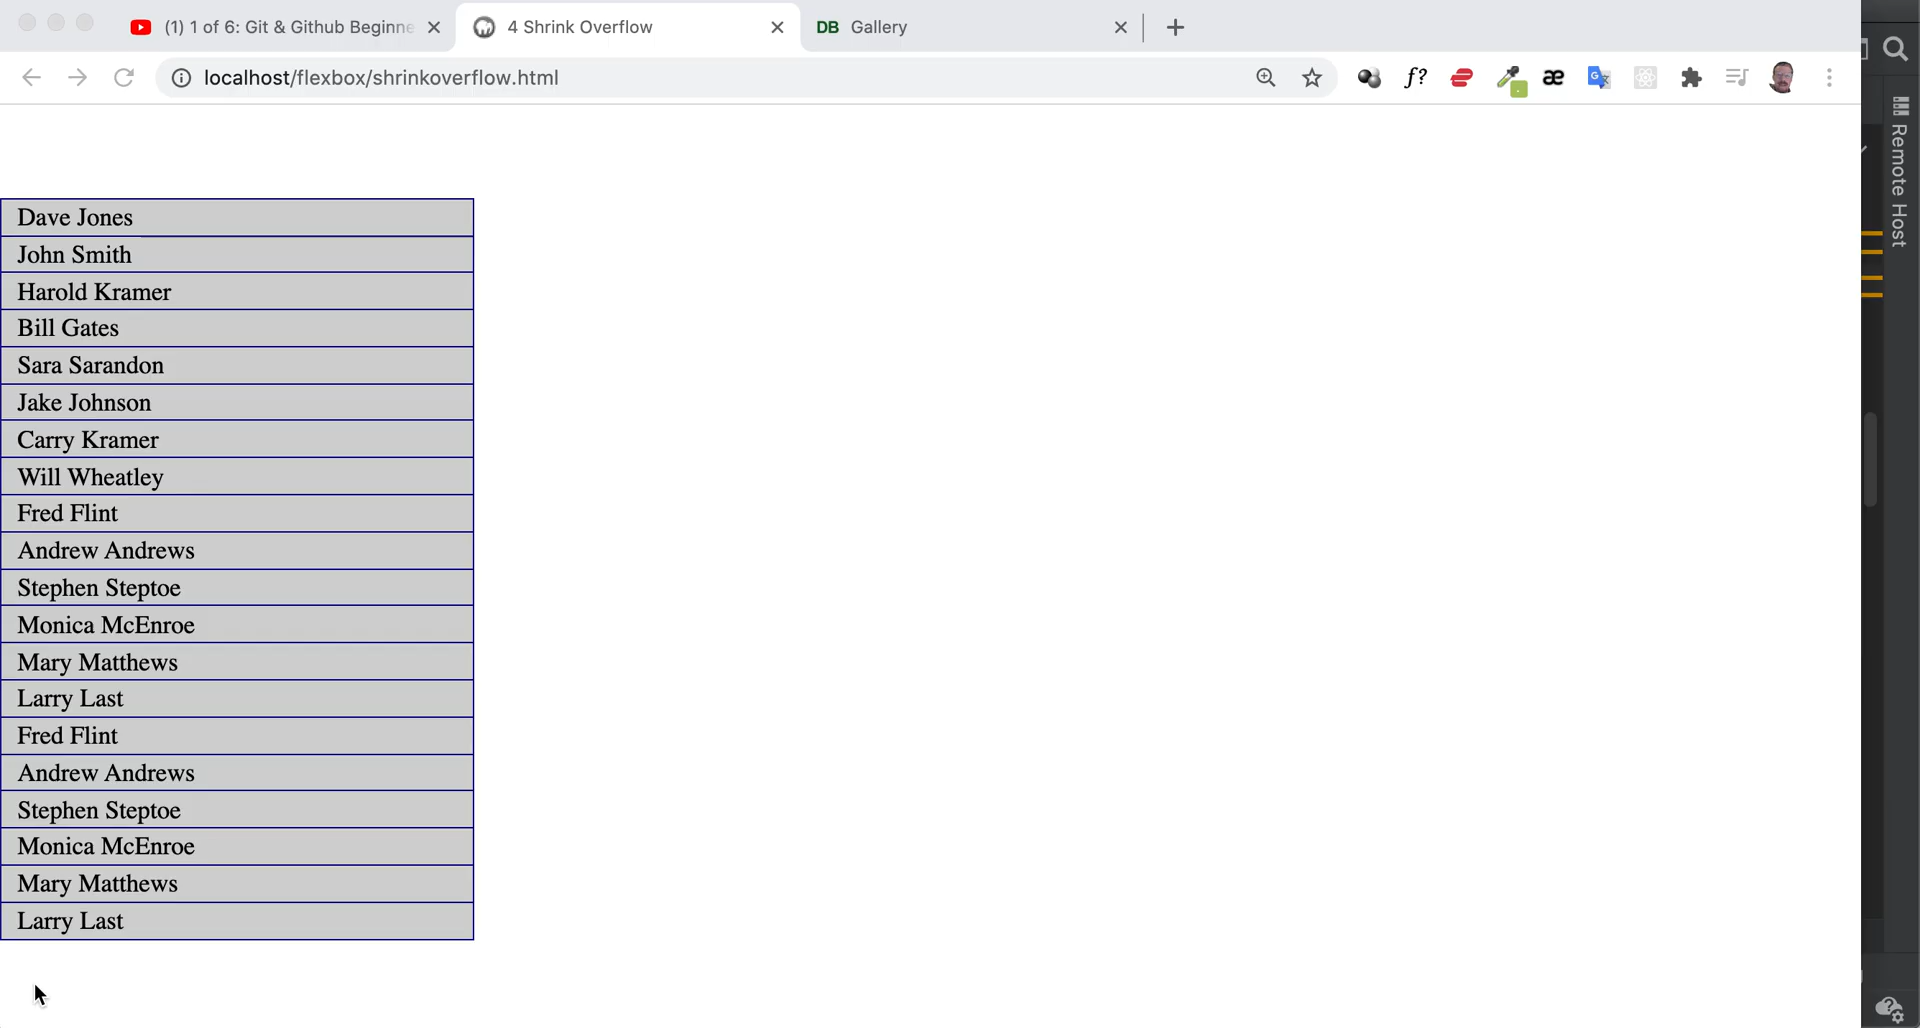 (1) 1 of 6: Git & Github Beginne
4 Shrink Overflow
DB Gallery
localhost/flexbox/shrinkoverflow.html
f?
æ
Remote Host
Dave Jones
John Smith
Harold Kramer
Bill Gates
Sara Sarandon
Jake Johnson
Carry Kramer
Will Wheatley
Fred Flint
Andrew Andrews
Stephen Steptoe
Monica McEnroe
Mary Matthews
Larry Last
Fred Flint
Andrew Andrews
Stephen Steptoe
Monica McEnroe
Mary Matthews
Larry Last